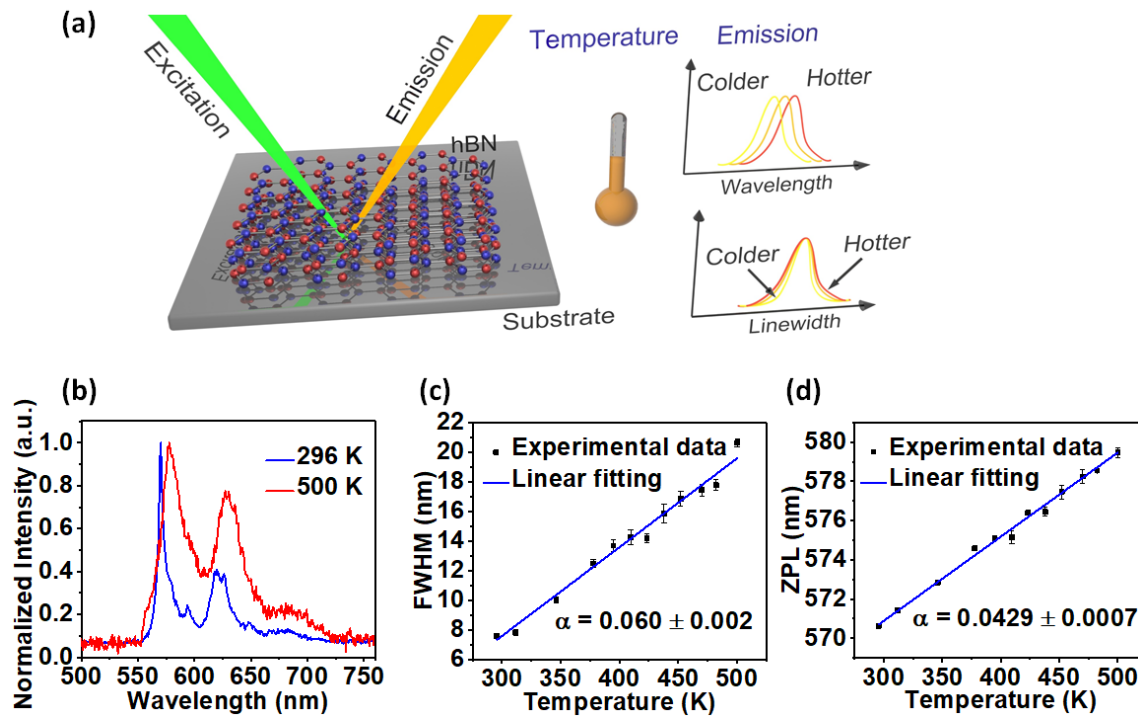 (a)
Excitation
Emission
hBN
Substrate
Temperature Emission
Colder Hotter
Wavelength
Colder
Hotter
Linewidth
(b)
Normalized Intensity (a.u.)
1.0
0.8
0.6
0.4
0.2
0.0
296 K
500 K
500 550 600 650 700 750
Wavelength (nm)
(c)
FWHM (nm)
22
20
18
16
14
12
10
8
6
Experimental data
Linear fitting
α = 0.060 ± 0.002
300 350 400 450 500
Temperature (K)
(d)
ZPL (nm)
580
578
576
574
572
570
Experimental data
Linear fitting
α = 0.0429 ± 0.0007
300 350 400 450 500
Temperature (K)